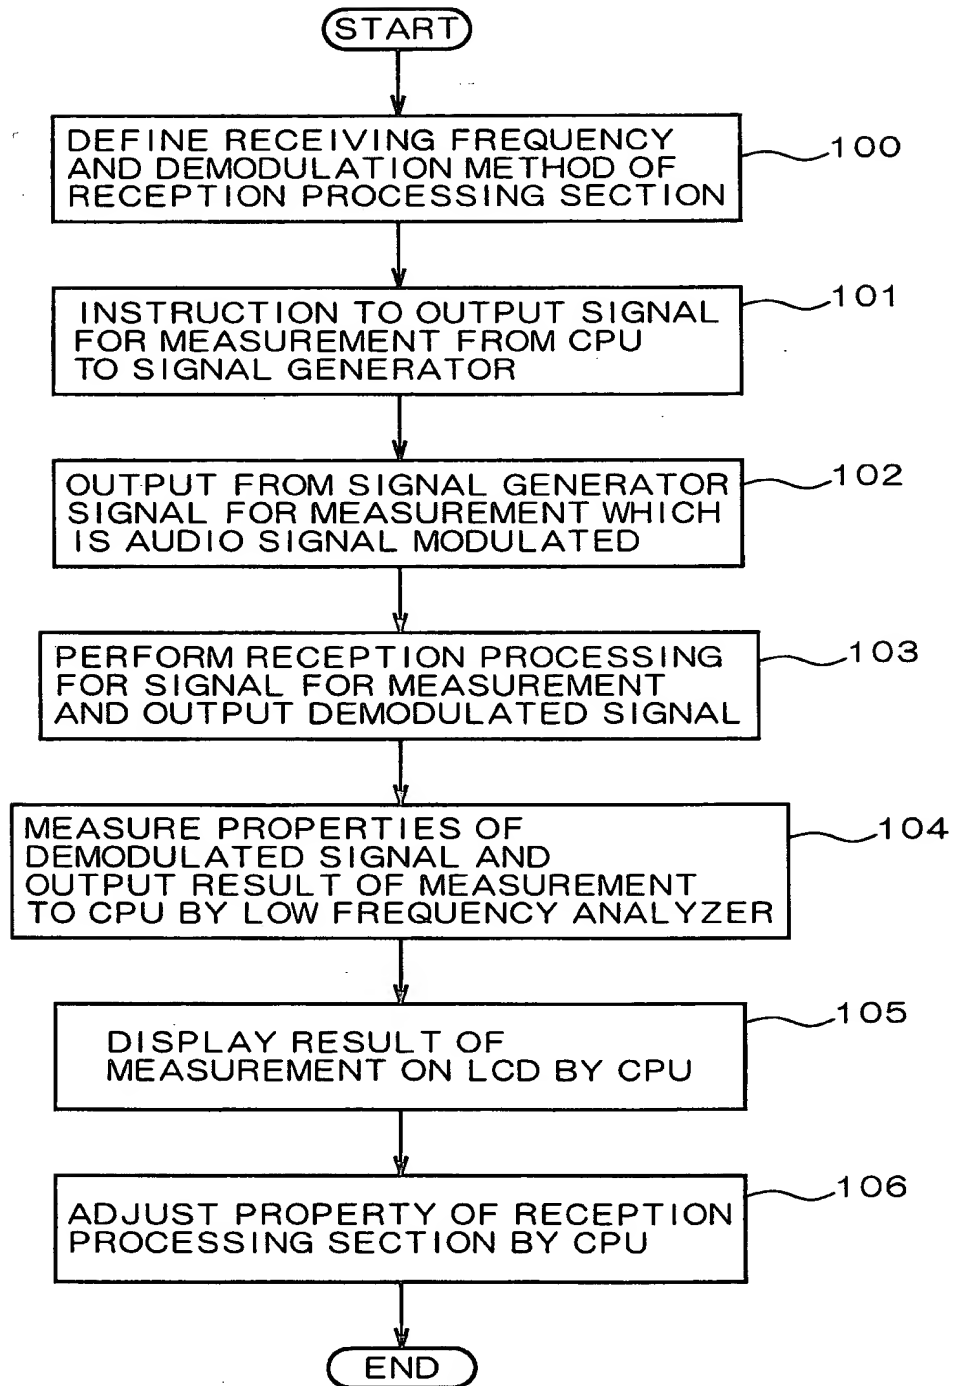 START
DEFINE RECEIVING FREQUENCY
AND DEMODULATION METHOD OF
RECEPTION PROCESSING SECTION
100
INSTRUCTION TO OUTPUT SIGNAL
FOR MEASUREMENT FROM CPU
TO SIGNAL GENERATOR
101
OUTPUT FROM SIGNAL GENERATOR
SIGNAL FOR MEASUREMENT WHICH
IS AUDIO SIGNAL MODULATED
102
PERFORM RECEPTION PROCESSING
FOR SIGNAL FOR MEASUREMENT
AND OUTPUT DEMODULATED SIGNAL
103
MEASURE PROPERTIES OF
DEMODULATED SIGNAL AND
OUTPUT RESULT OF MEASUREMENT
TO CPU BY LOW FREQUENCY ANALYZER
104
DISPLAY RESULT OF
MEASUREMENT ON LCD BY CPU
105
ADJUST PROPERTY OF RECEPTION
PROCESSING SECTION BY CPU
106
END